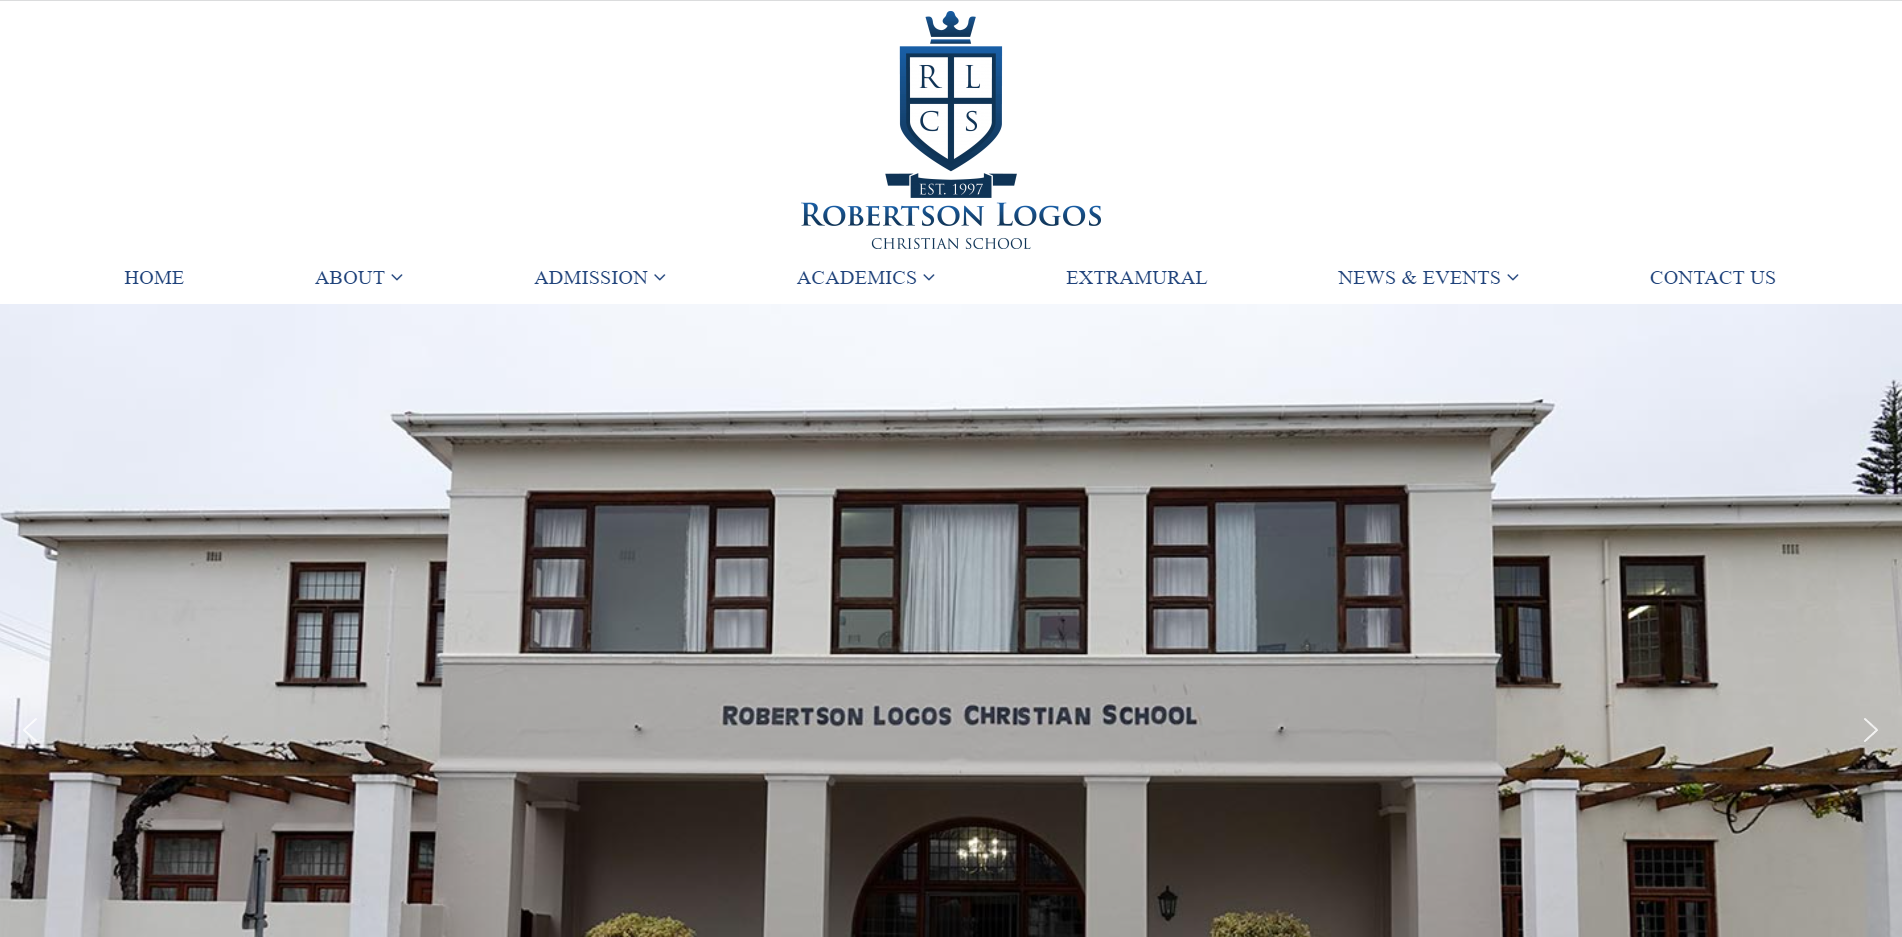 R L
C S
EST. 1997
ROBERTSON LOGOS
CHRISTIAN SCHOOL
HOME ABOUT ADMISSION ACADEMICS EXTRAMURAL NEWS & EVENTS CONTACT US
ROBERTSON LOGOS CHRISTIAN SCHOOL